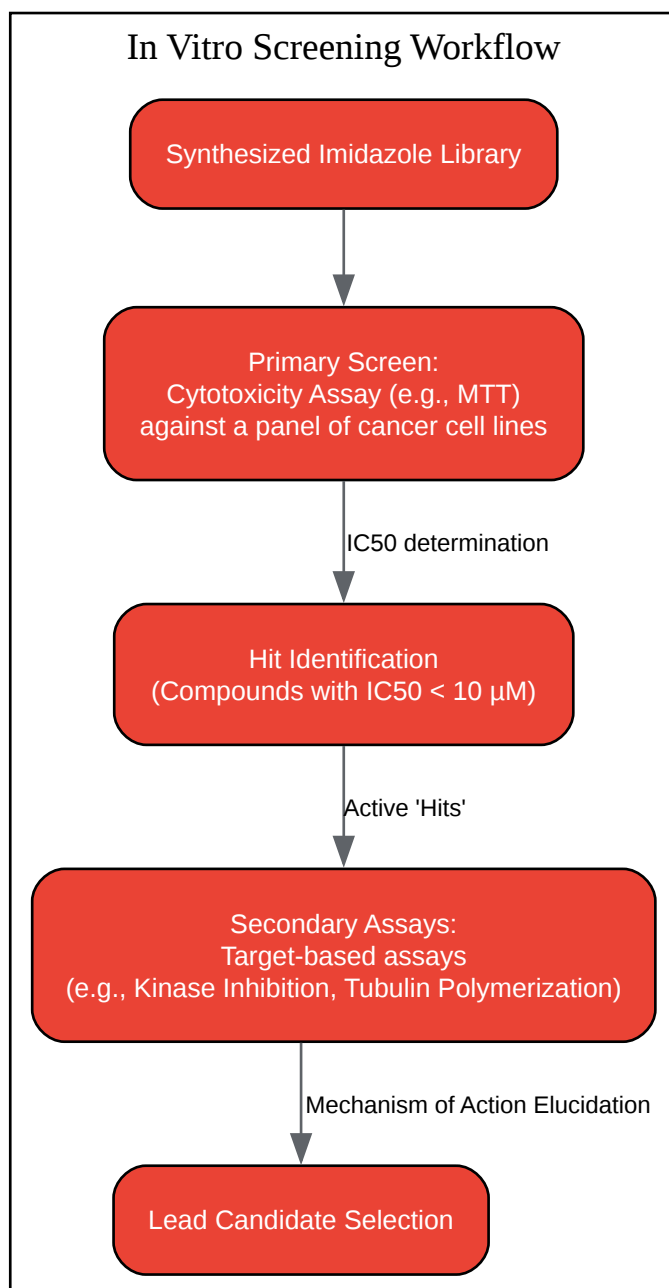 In Vitro Screening Workflow
Synthesized Imidazole Library
Primary Screen:
Cytotoxicity Assay (e.g., MTT)
against a panel of cancer cell lines
IC50 determination
Hit Identification
(Compounds with IC50 < 10 µM)
Active 'Hits'
Secondary Assays:
Target-based assays
(e.g., Kinase Inhibition, Tubulin Polymerization)
Mechanism of Action Elucidation
Lead Candidate Selection